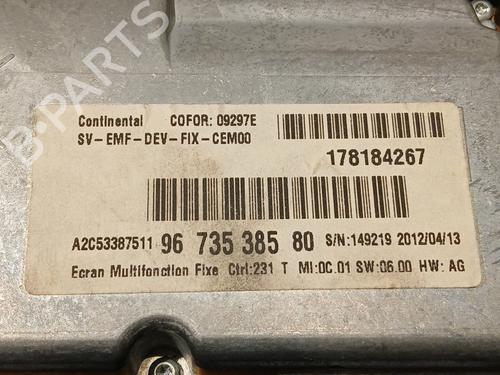 B-PARTS
Continental COFOR: 09297E
SV-EMF-DEV-FIX-CEM00
178184267
A2C53387511 96 735 385 80 S/N:149219 2012/04/13
Ecran Multifonction Fixe Ctrl:231 T MI:0C.01 SW:06.00 HW: AG